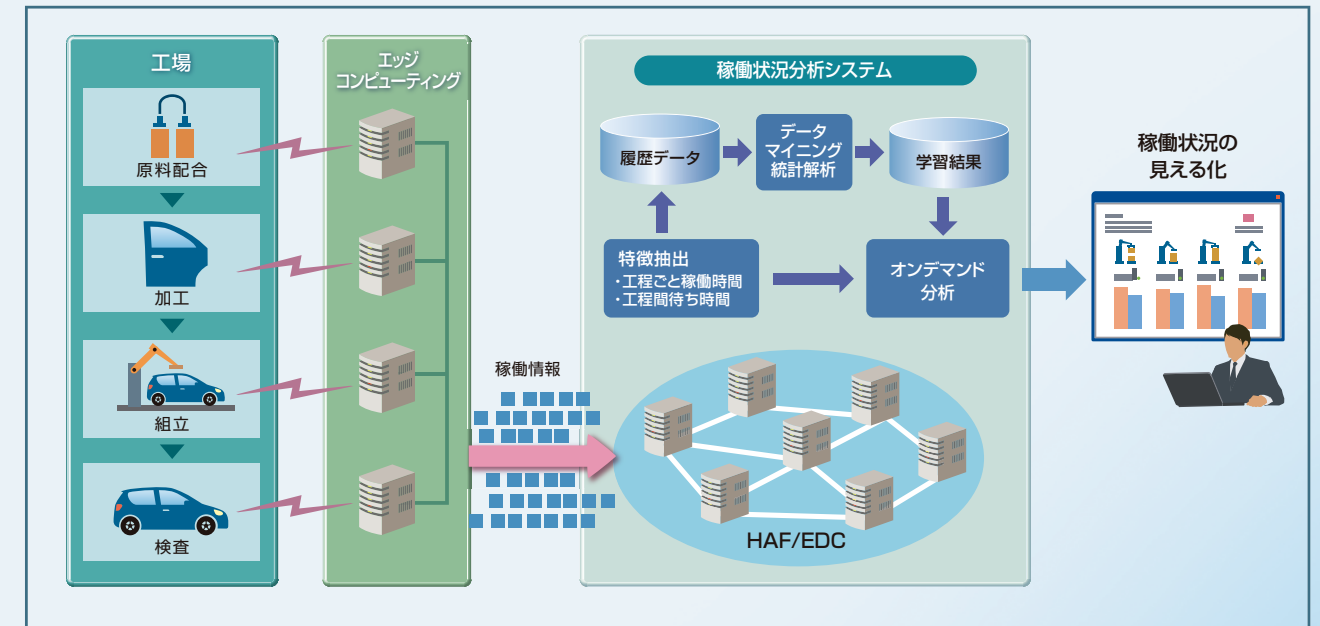 工場
原料配合
加工
組立
検査
エッジ
コンピューティング
稼働情報
稼働状況分析システム
履歴データ
データ
マイニング
統計解析
学習結果
特徴抽出
・工程ごと稼働時間
・工程間待ち時間
オンデマンド
分析
HAF/EDC
稼働状況の
見える化